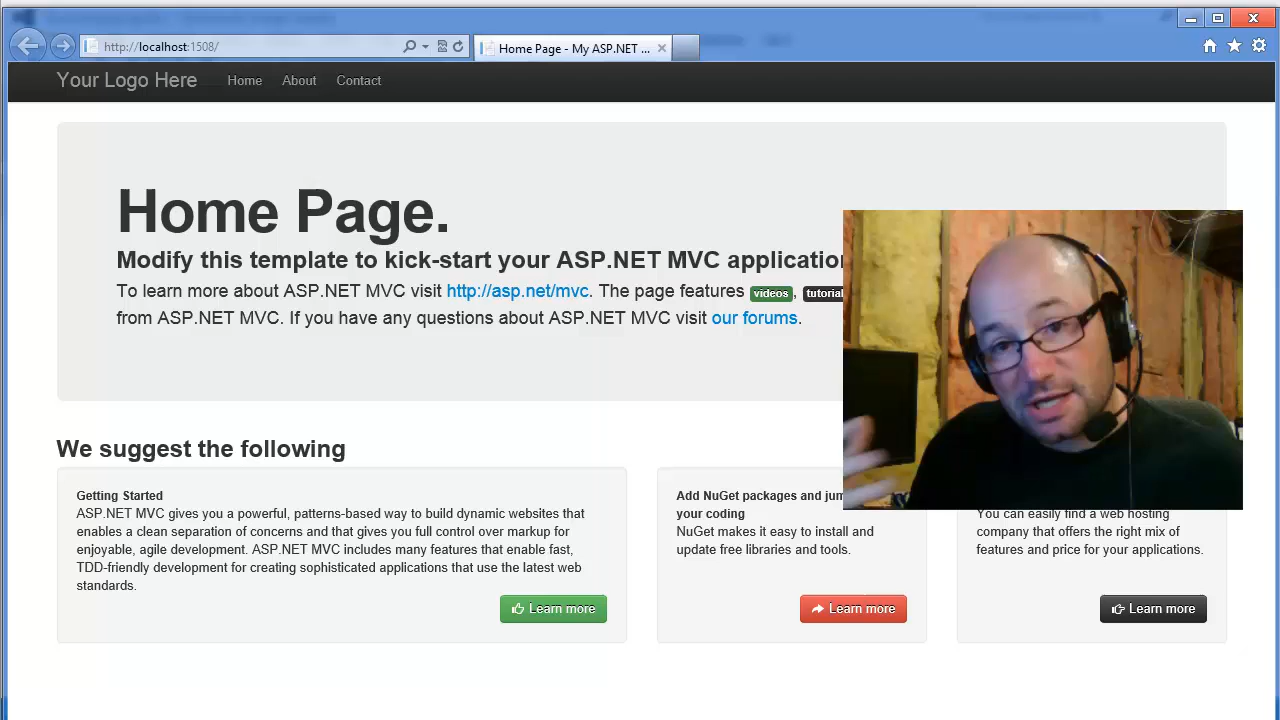 http://localhost:1508/
Home Page - My ASP.NET ...
Your Logo Here Home About Contact
Home Page.
Modify this template to kick-start your ASP.NET MVC
To learn more about ASP.NET MVC visit http://asp.net/mvc. The page features videos,
from ASP.NET MVC. If you have any questions about ASP.NET MVC visit our forums.
We suggest the following
Getting Started
ASP.NET MVC gives you a powerful, patterns-based way to build dynamic websites that
enables a clean separation of concerns and that gives you full control over markup for
enjoyable, agile development. ASP.NET MVC includes many features that enable fast,
TDD-friendly development for creating sophisticated applications that use the latest web
standards.
Learn more
Add NuGet packages and
your coding
NuGet makes it easy to install and
update free libraries and tools.
Learn more
You can easily find a web hosting
company that offers the right mix of
features and price for your applications.
Learn more